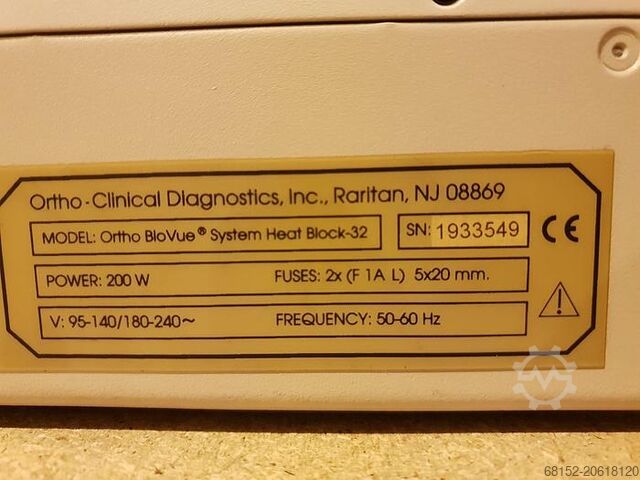 Ortho-Clinical Diagnostics, Inc., Raritan, NJ 08869
MODEL: Ortho BioVue® System Heat Block-32 SN: 1933549 CE
POWER: 200 W FUSES: 2x (F 1A L) 5x20 mm.
V: 95-140/180-240~ FREQUENCY: 50-60 Hz
68152-20618120